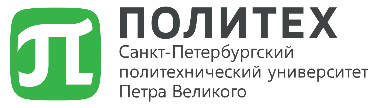 ПОЛИТЕХ
Санкт-Петербургский
политехнический университет
Петра Великого